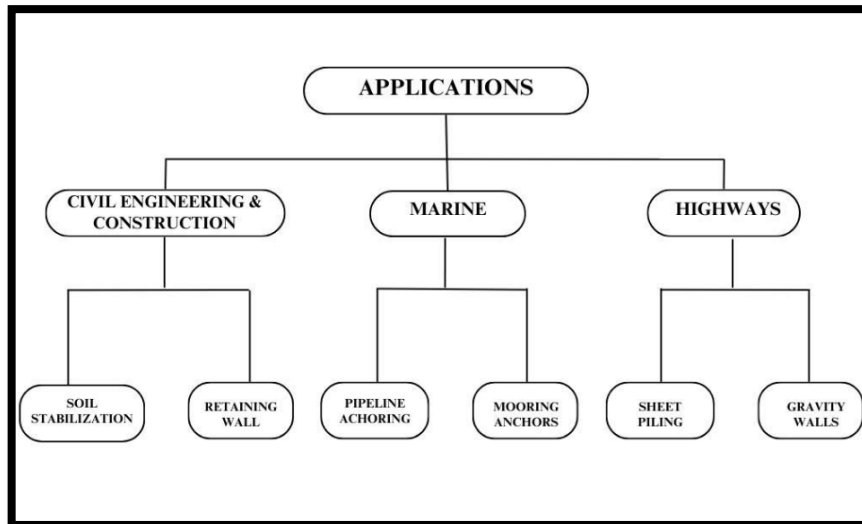 APPLICATIONS
CIVIL ENGINEERING &
CONSTRUCTION
MARINE
HIGHWAYS
SOIL
STABILIZATION
RETAINING
WALL
PIPELINE
ACHORING
MOORING
ANCHORS
SHEET
PILING
GRAVITY
WALLS